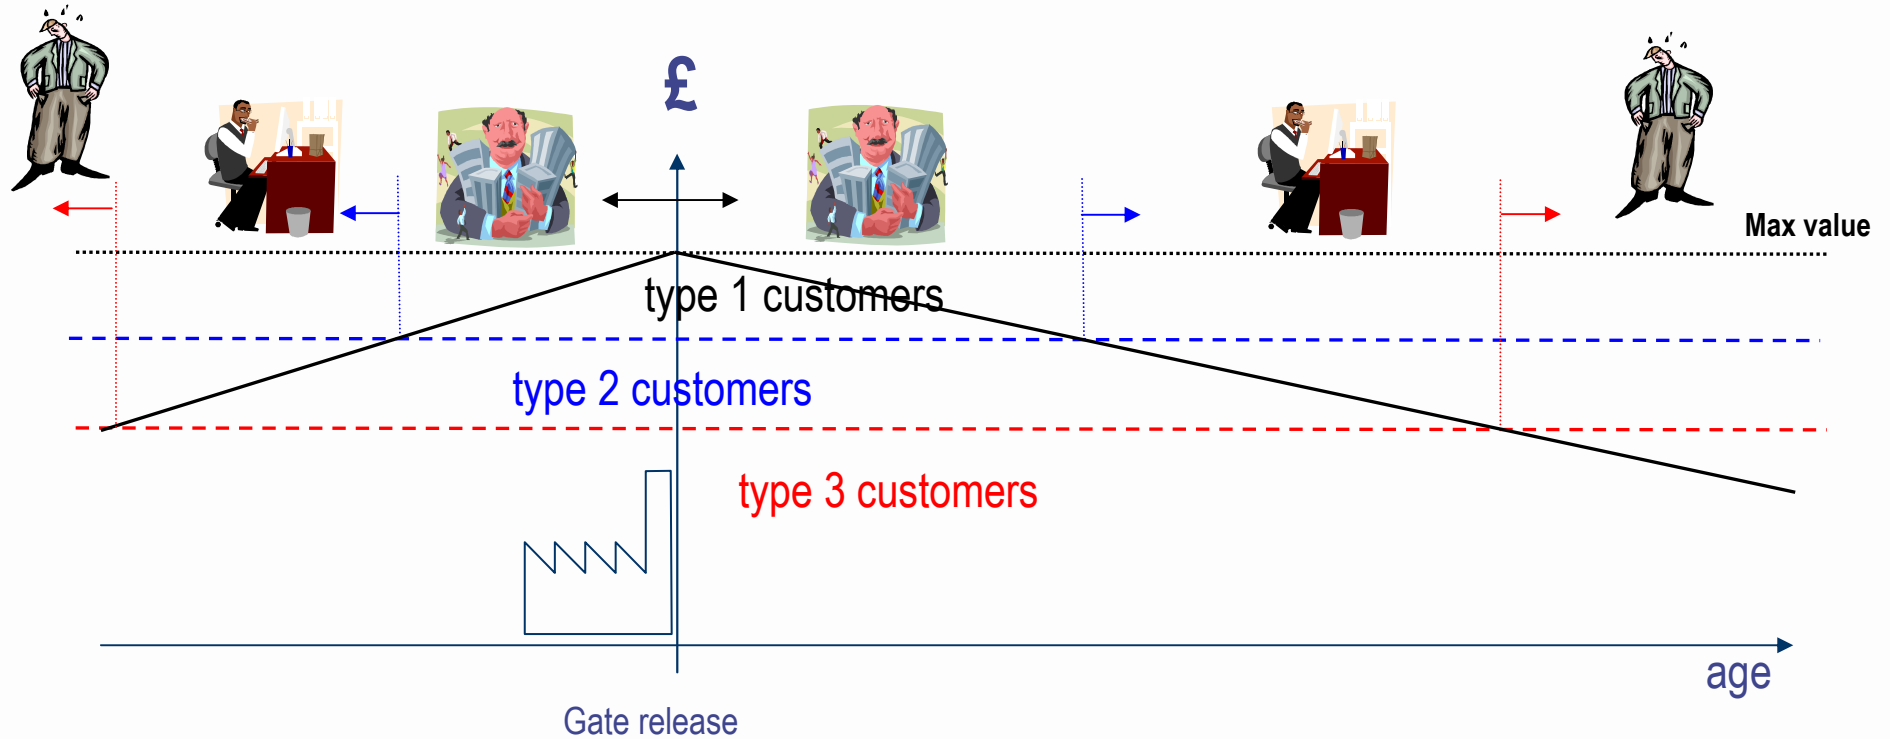 £
Max value
type 1 customers
type 2 customers
type 3 customers
age
Gate release